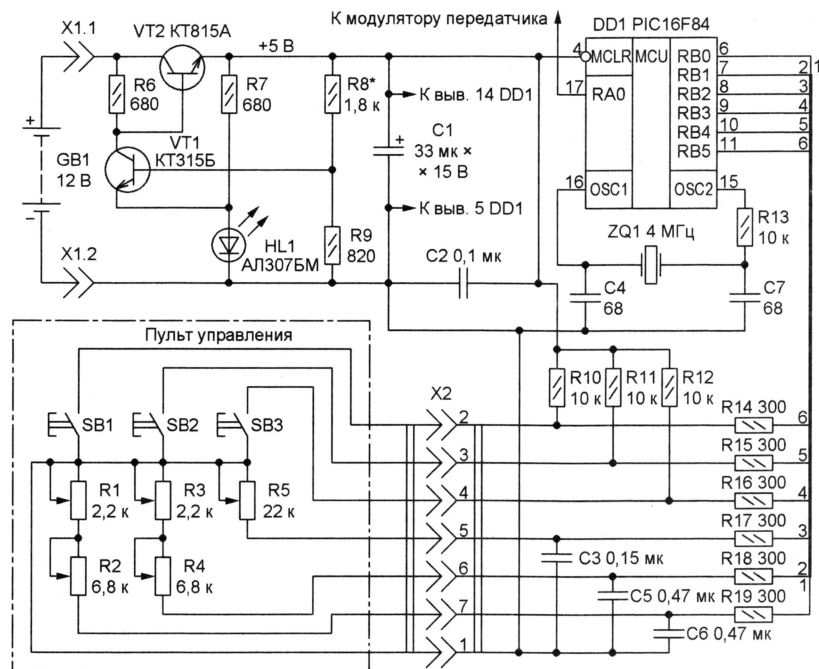 К модулятору передатчика
X1.1
VT2 КТ815А
+5 В
DD1 PIC16F84
4
MCLR
MCU
RB0
6
RB1
7
2
1
RB2
8
3
RB3
9
4
RB4
10
5
RB5
11
6
17
RA0
R6
680
R7
680
R8*
1,8 к
К выв. 14 DD1
VT1
КТ315Б
C1
33 мк ×
× 15 В
+
+
GB1
12 В
−
К выв. 5 DD1
16
OSC1
OSC2
15
R13
10 к
ZQ1 4 МГц
HL1
АЛ307БМ
R9
820
X1.2
C2 0,1 мк
C4
68
C7
68
Пульт управления
X2
R10
10 к
R11
10 к
R12
10 к
SB1
SB2
SB3
2
R14 300
6
3
R15 300
5
R1
2,2 к
R3
2,2 к
R5
22 к
4
R16 300
4
5
R17 300
3
R2
6,8 к
R4
6,8 к
C3 0,15 мк
6
R18 300
2
1
C5 0,47 мк
7
R19 300
C6 0,47 мк
1